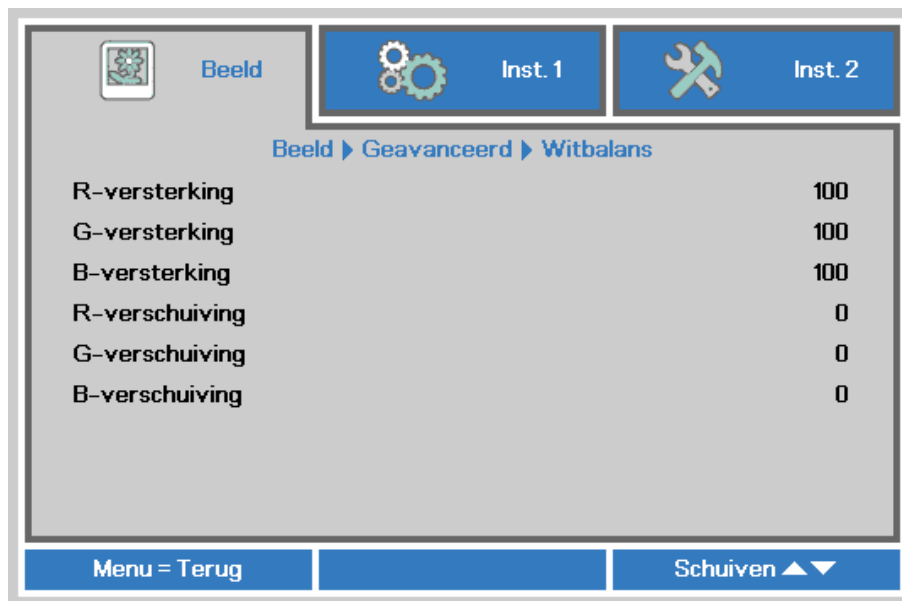 Beeld
Inst. 1
Inst. 2
Beeld ▶ Geavanceerd ▶ Witbalans
R-versterking 100
G-versterking 100
B-versterking 100
R-verschuiving 0
G-verschuiving 0
B-verschuiving 0
Menu = Terug
Schuiven ▲▼